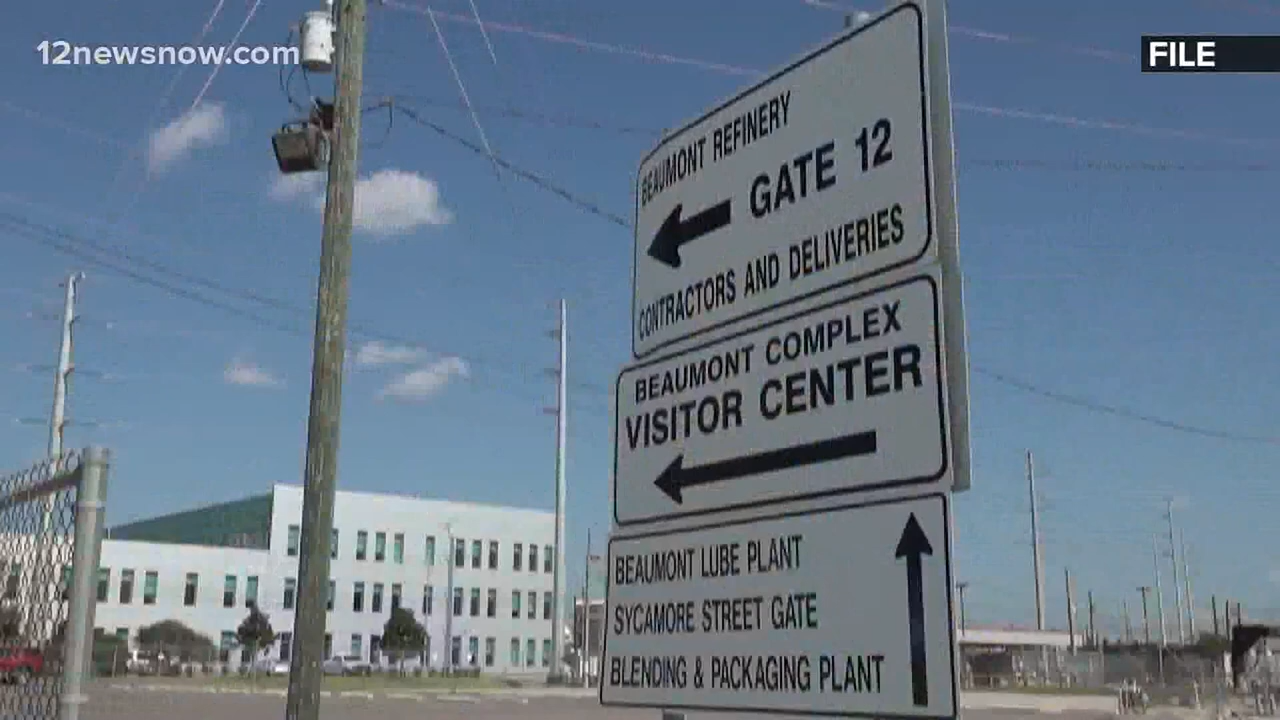 12newsnow.com
FILE
BEAUMONT REFINERY
GATE 12
CONTRACTORS AND DELIVERIES
BEAUMONT COMPLEX
VISITOR CENTER
BEAUMONT LUBE PLANT
SYCAMORE STREET GATE
BLENDING & PACKAGING PLANT